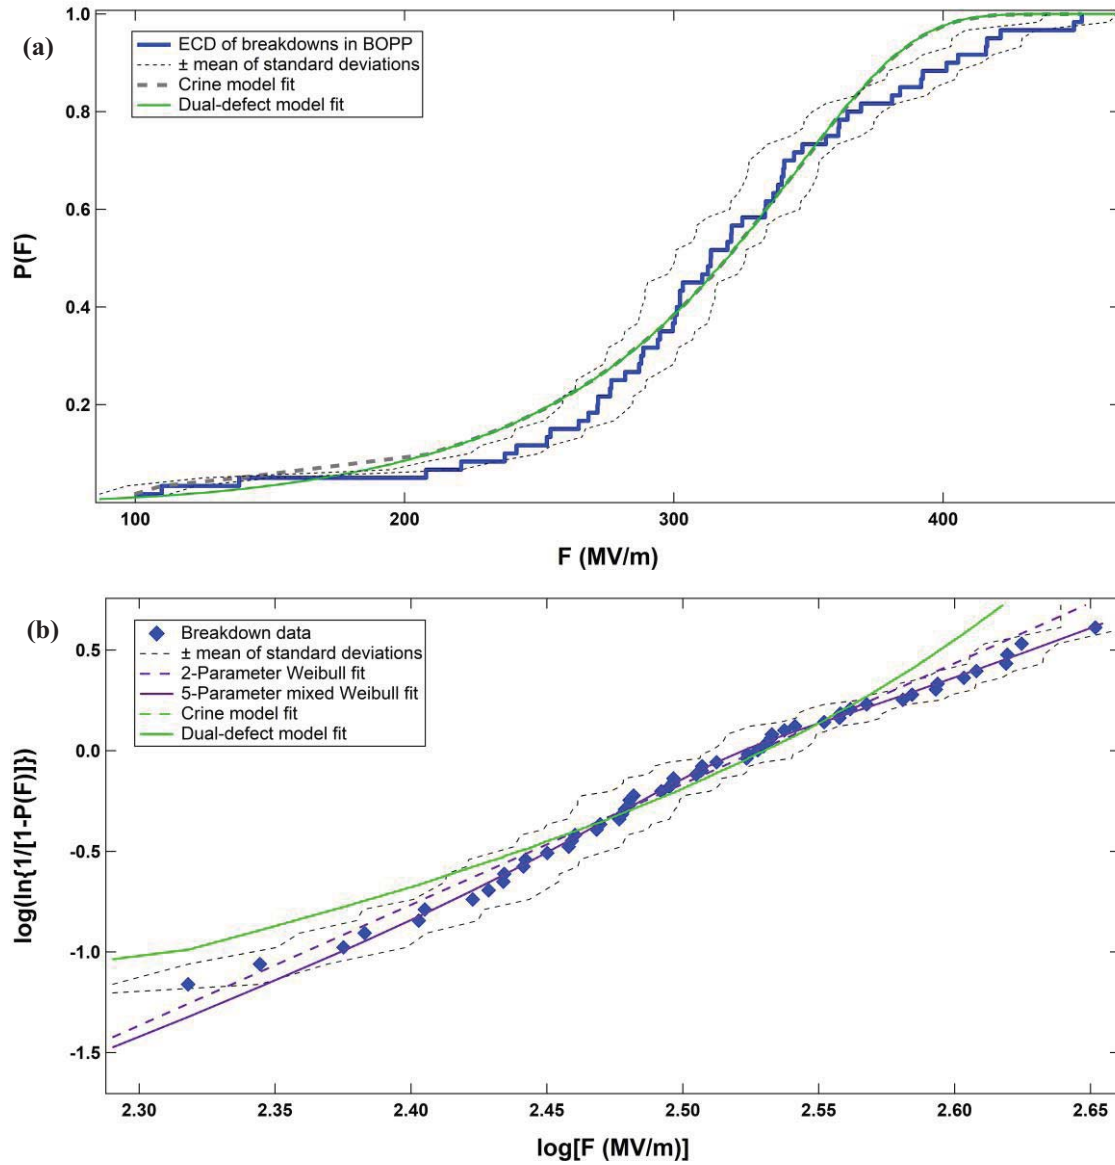 (a)
1.0
0.8
0.6
0.4
0.2
P(F)
ECD of breakdowns in BOPP
± mean of standard deviations
Crine model fit
Dual-defect model fit
100
200
300
400
F (MV/m)
(b)
0.5
0.0
-0.5
-1.0
-1.5
log(ln{1/[1-P(F)]})
Breakdown data
± mean of standard deviations
2-Parameter Weibull fit
5-Parameter mixed Weibull fit
Crine model fit
Dual-defect model fit
2.30
2.35
2.40
2.45
2.50
2.55
2.60
2.65
log[F (MV/m)]